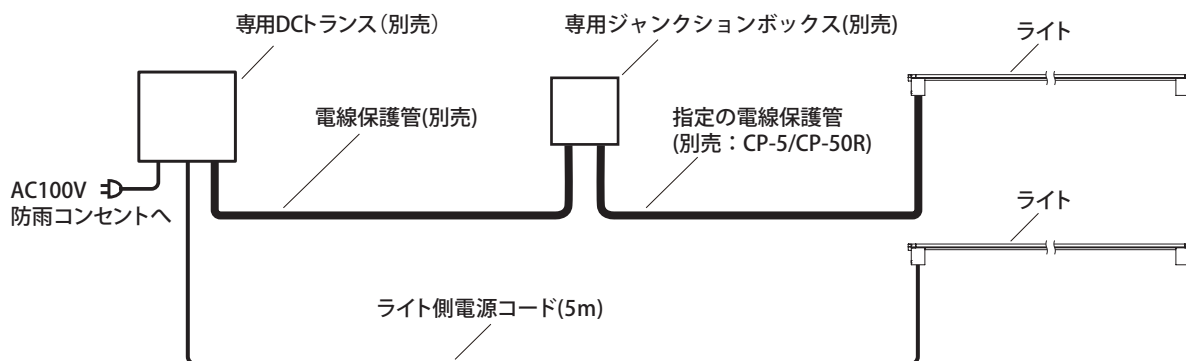 専用DCトランス（別売）
専用ジャンクションボックス(別売)
ライト
電線保護管(別売)
指定の電線保護管
(別売：CP-5/CP-50R)
AC100V
防雨コンセントへ
ライト
ライト側電源コード(5m)